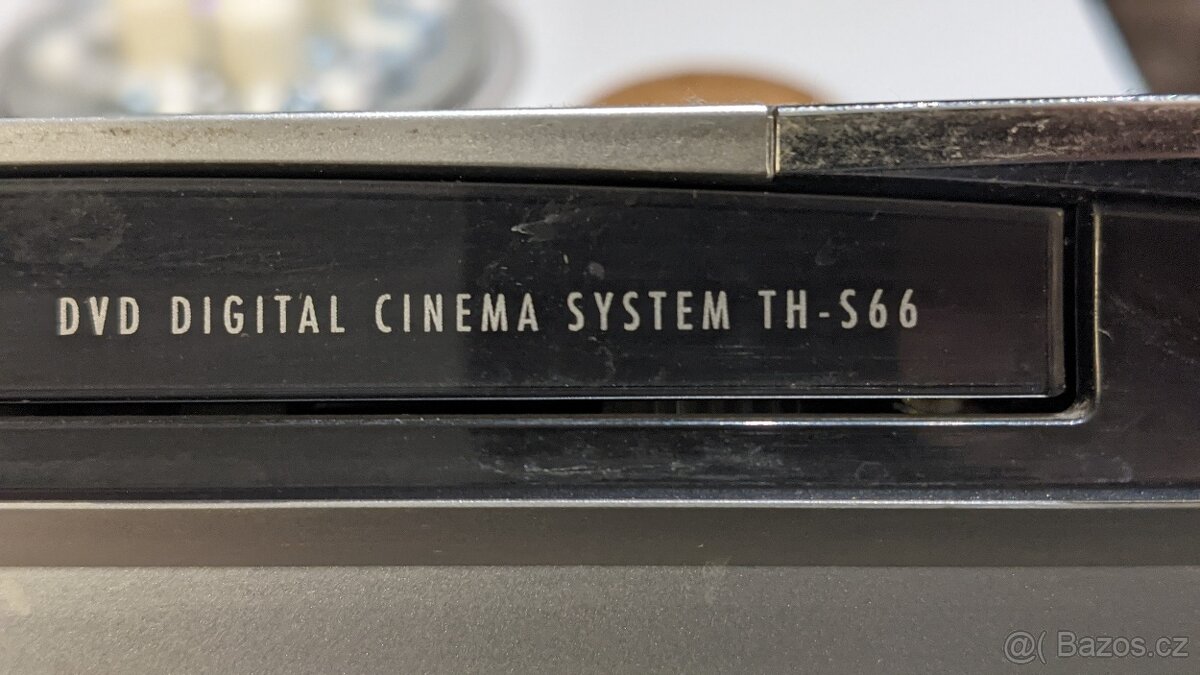 DVD DIGITAL CINEMA SYSTEM TH-S66
@( Bazos.cz